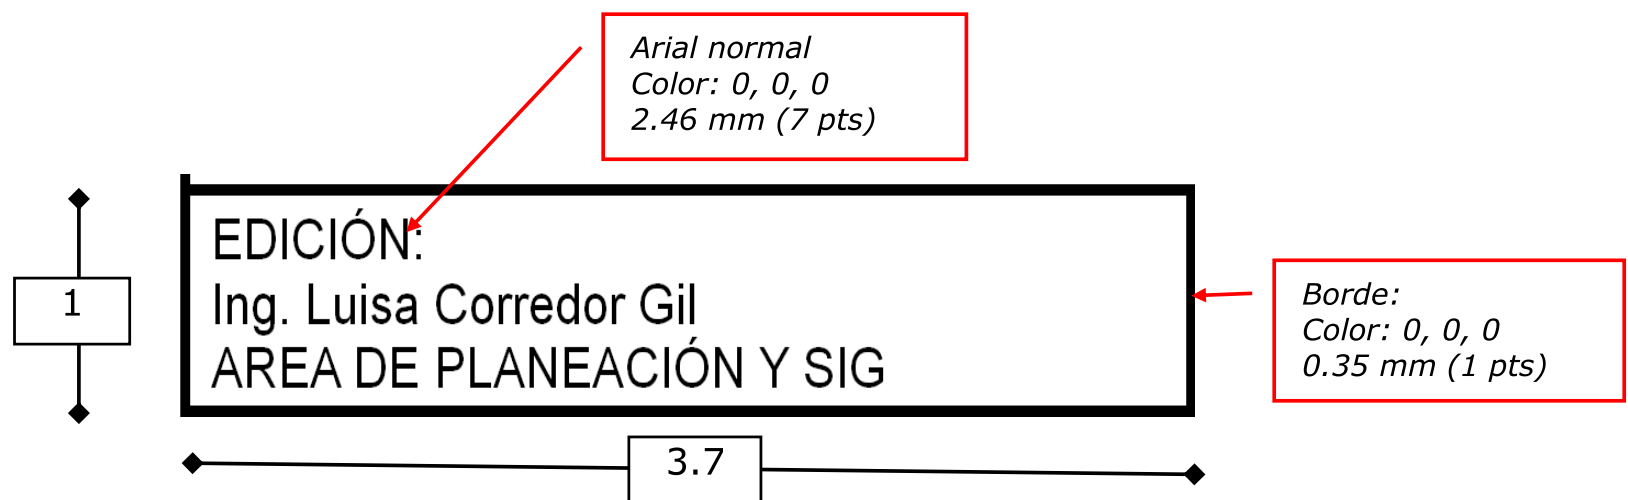 Arial normal
Color: 0, 0, 0
2.46 mm (7 pts)
EDICIÓN:
Ing. Luisa Corredor Gil
AREA DE PLANEACIÓN Y SIG
1
Borde:
Color: 0, 0, 0
0.35 mm (1 pts)
3.7